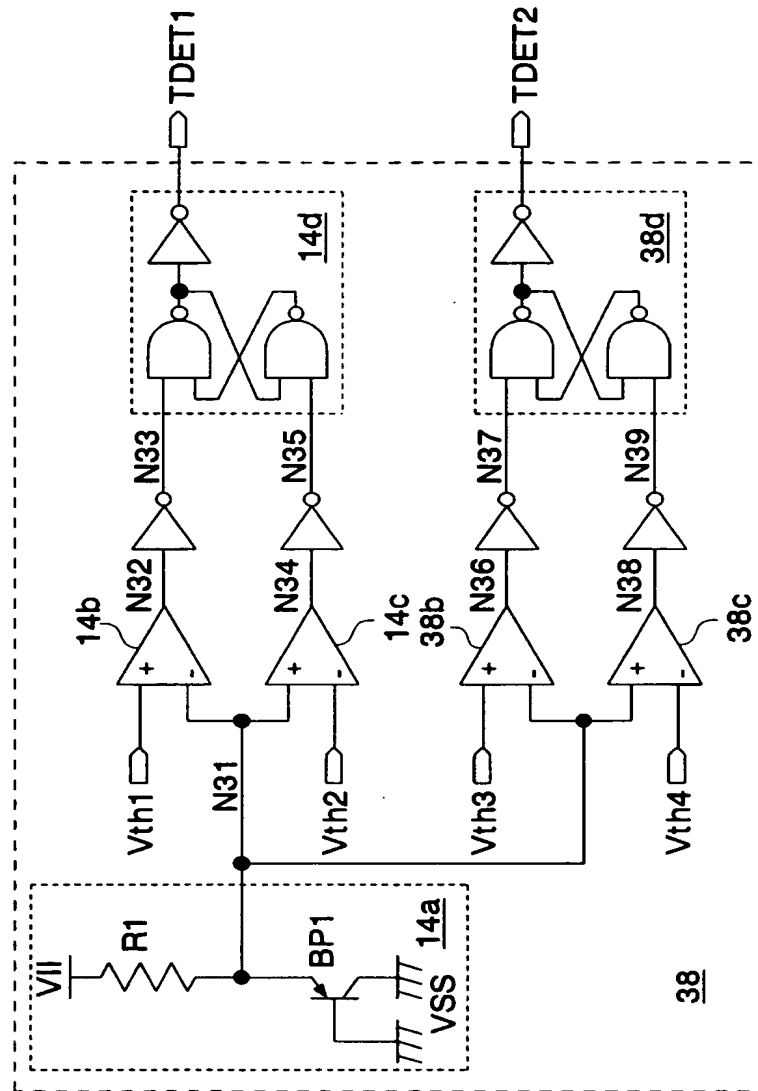 VII
R1
BP1
VSS
14a
38
N31
Vth1
Vth2
Vth3
Vth4
14b
14c
38b
38c
N32
N34
N36
N38
N33
N35
N37
N39
14d
38d
TDET1
TDET2
+
-
+
-
+
-
+
-